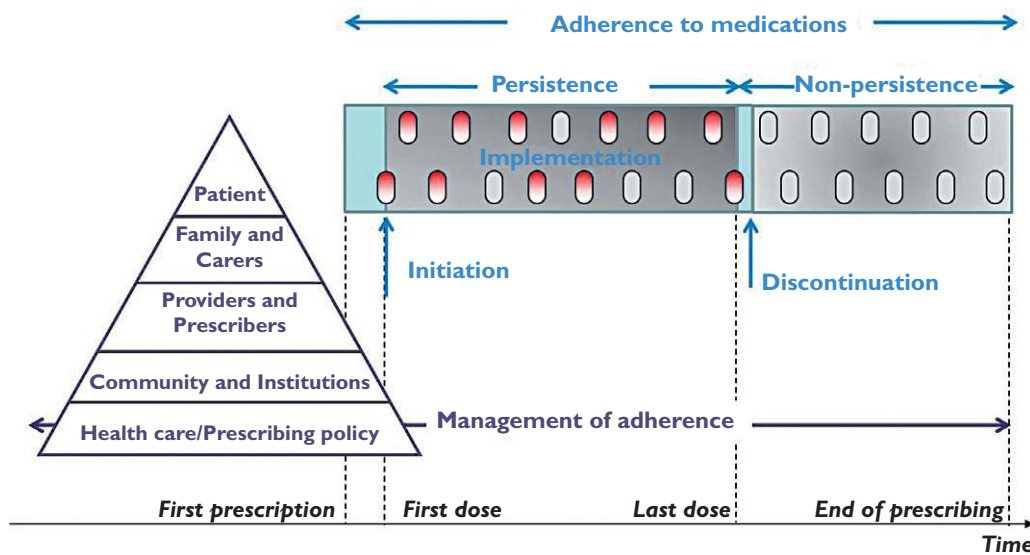 Adherence to medications
Persistence
Non-persistence
Implementation
Patient
Family and
Carers
Initiation
Discontinuation
Providers and
Prescribers
Community and Institutions
Management of adherence
Health care/Prescribing policy
First prescription
First dose
Last dose
End of prescribing
Time